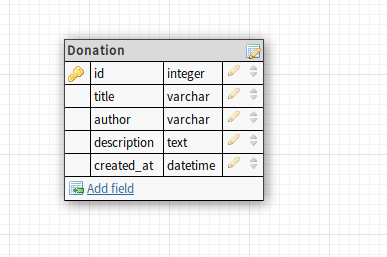 Donation
id integer
title varchar
author varchar
description text
created_at datetime
Add field